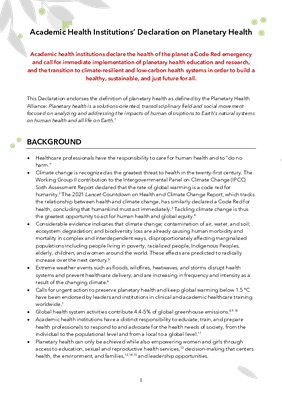 Academic Health Institutions' Declaration on Planetary Health
Academic health institutions declare the health of the planet a Code Red emergency
and call for immediate implementation of planetary health education and research,
and the transition to climate-resilient and low-carbon health systems in order to build a
healthy, sustainable, and just future for all.
This Declaration endorses the definition of planetary health as defined by the Planetary Health
Alliance: Planetary health is a solutions-oriented, transdisciplinary field and social movement
focused on analyzing and addressing the impacts of human disruptions to Earth's natural systems
on human health and all life on Earth.¹
BACKGROUND
• Healthcare professionals have the responsibility to care for human health and to "do no
harm."
• Climate change is recognized as the greatest threat to health in the twenty-first century. The
Working Group II contribution to the Intergovernmental Panel on Climate Change (IPCC)
Sixth Assessment Report declared that the rate of global warming is a code red for
humanity.² The 2021 Lancet Countdown on Health and Climate Change Report, which tracks
the relationship between health and climate change, has similarly declared a Code Red for
health, concluding that humankind must act immediately.³ Tackling climate change is thus
the greatest opportunity to act for human health and global equity.⁴
• Considerable evidence indicates that climate change; contamination of air, water, and soil;
ecosystem degradation; and biodiversity loss are already causing human morbidity and
mortality in complex and interdependent ways, disproportionately affecting marginalized
populations including people living in poverty, racialized people, Indigenous Peoples,
elderly, children, and women around the world. These effects are predicted to radically
increase over the next century.⁵
• Extreme weather events such as floods, wildfires, heatwaves, and storms disrupt health
systems and prevent healthcare delivery, and are increasing in frequency and intensity as a
result of the changing climate.⁶
• Calls for urgent action to preserve planetary health and keep global warming below 1.5 °C
have been endorsed by leaders and institutions in clinical and academic healthcare training
worldwide.⁷
• Global health system activities contribute 4.4-5% of global greenhouse emissions.
• Academic health institutions have a distinct responsibility to educate, train, and prepare
health professionals to respond to and advocate for the health needs of society, from the
individual to the populational level and from a local to a global level.¹¹
• Planetary health can only be achieved while also empowering women and girls through
access to education, sexual and reproductive health services, decision-making that centers
health, the environment, and families, and leadership opportunities
1